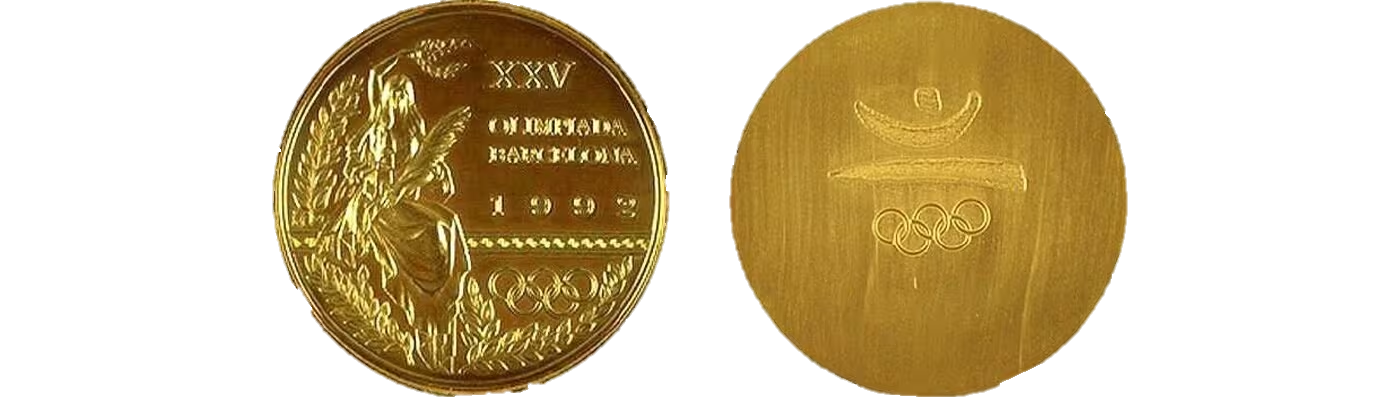 XXV
OLIMPIADA
BARCELONA
1992